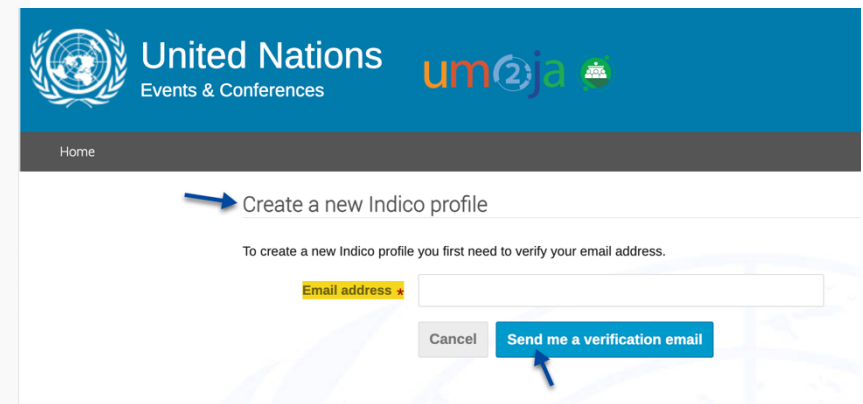 United Nations
Events & Conferences
um2ja
Home
Create a new Indico profile
To create a new Indico profile you first need to verify your email address.
Email address *
Cancel
Send me a verification email